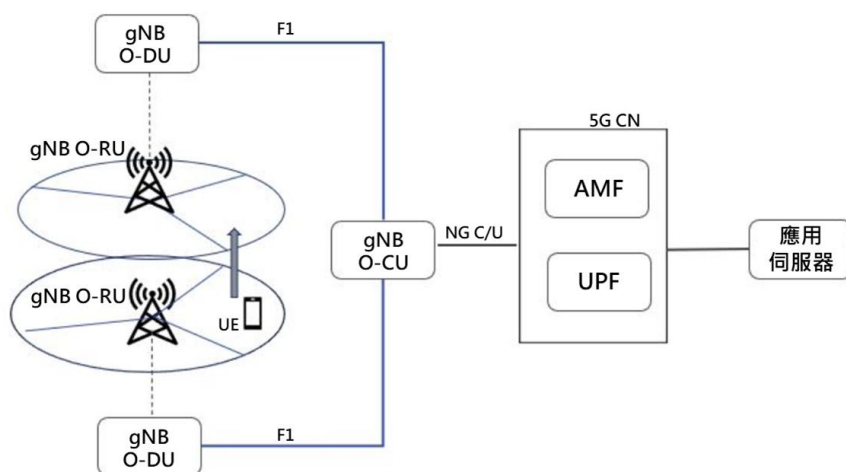 gNB
O-DU
F1
gNB O-RU
5G CN
AMF
gNB
O-CU
NG C/U
應用
伺服器
UPF
gNB O-RU
UE
gNB
O-DU
F1